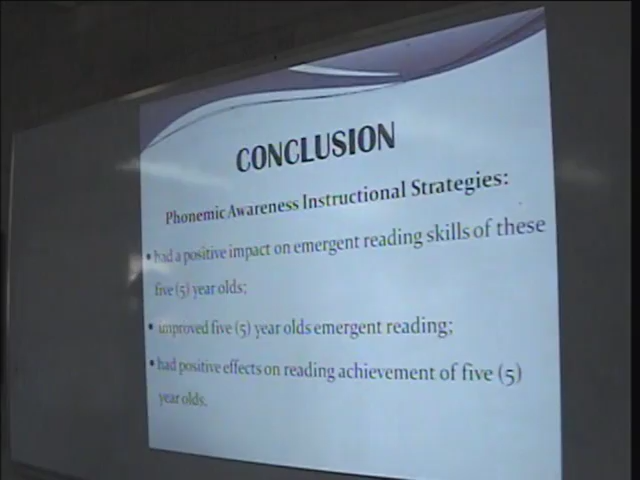 CONCLUSION
Phonemic Awareness Instructional Strategies:
• had a positive impact on emergent reading skills of these
five (5) year olds;
• improved five (5) year olds emergent reading;
• had positive effects on reading achievement of five (5)
year olds.